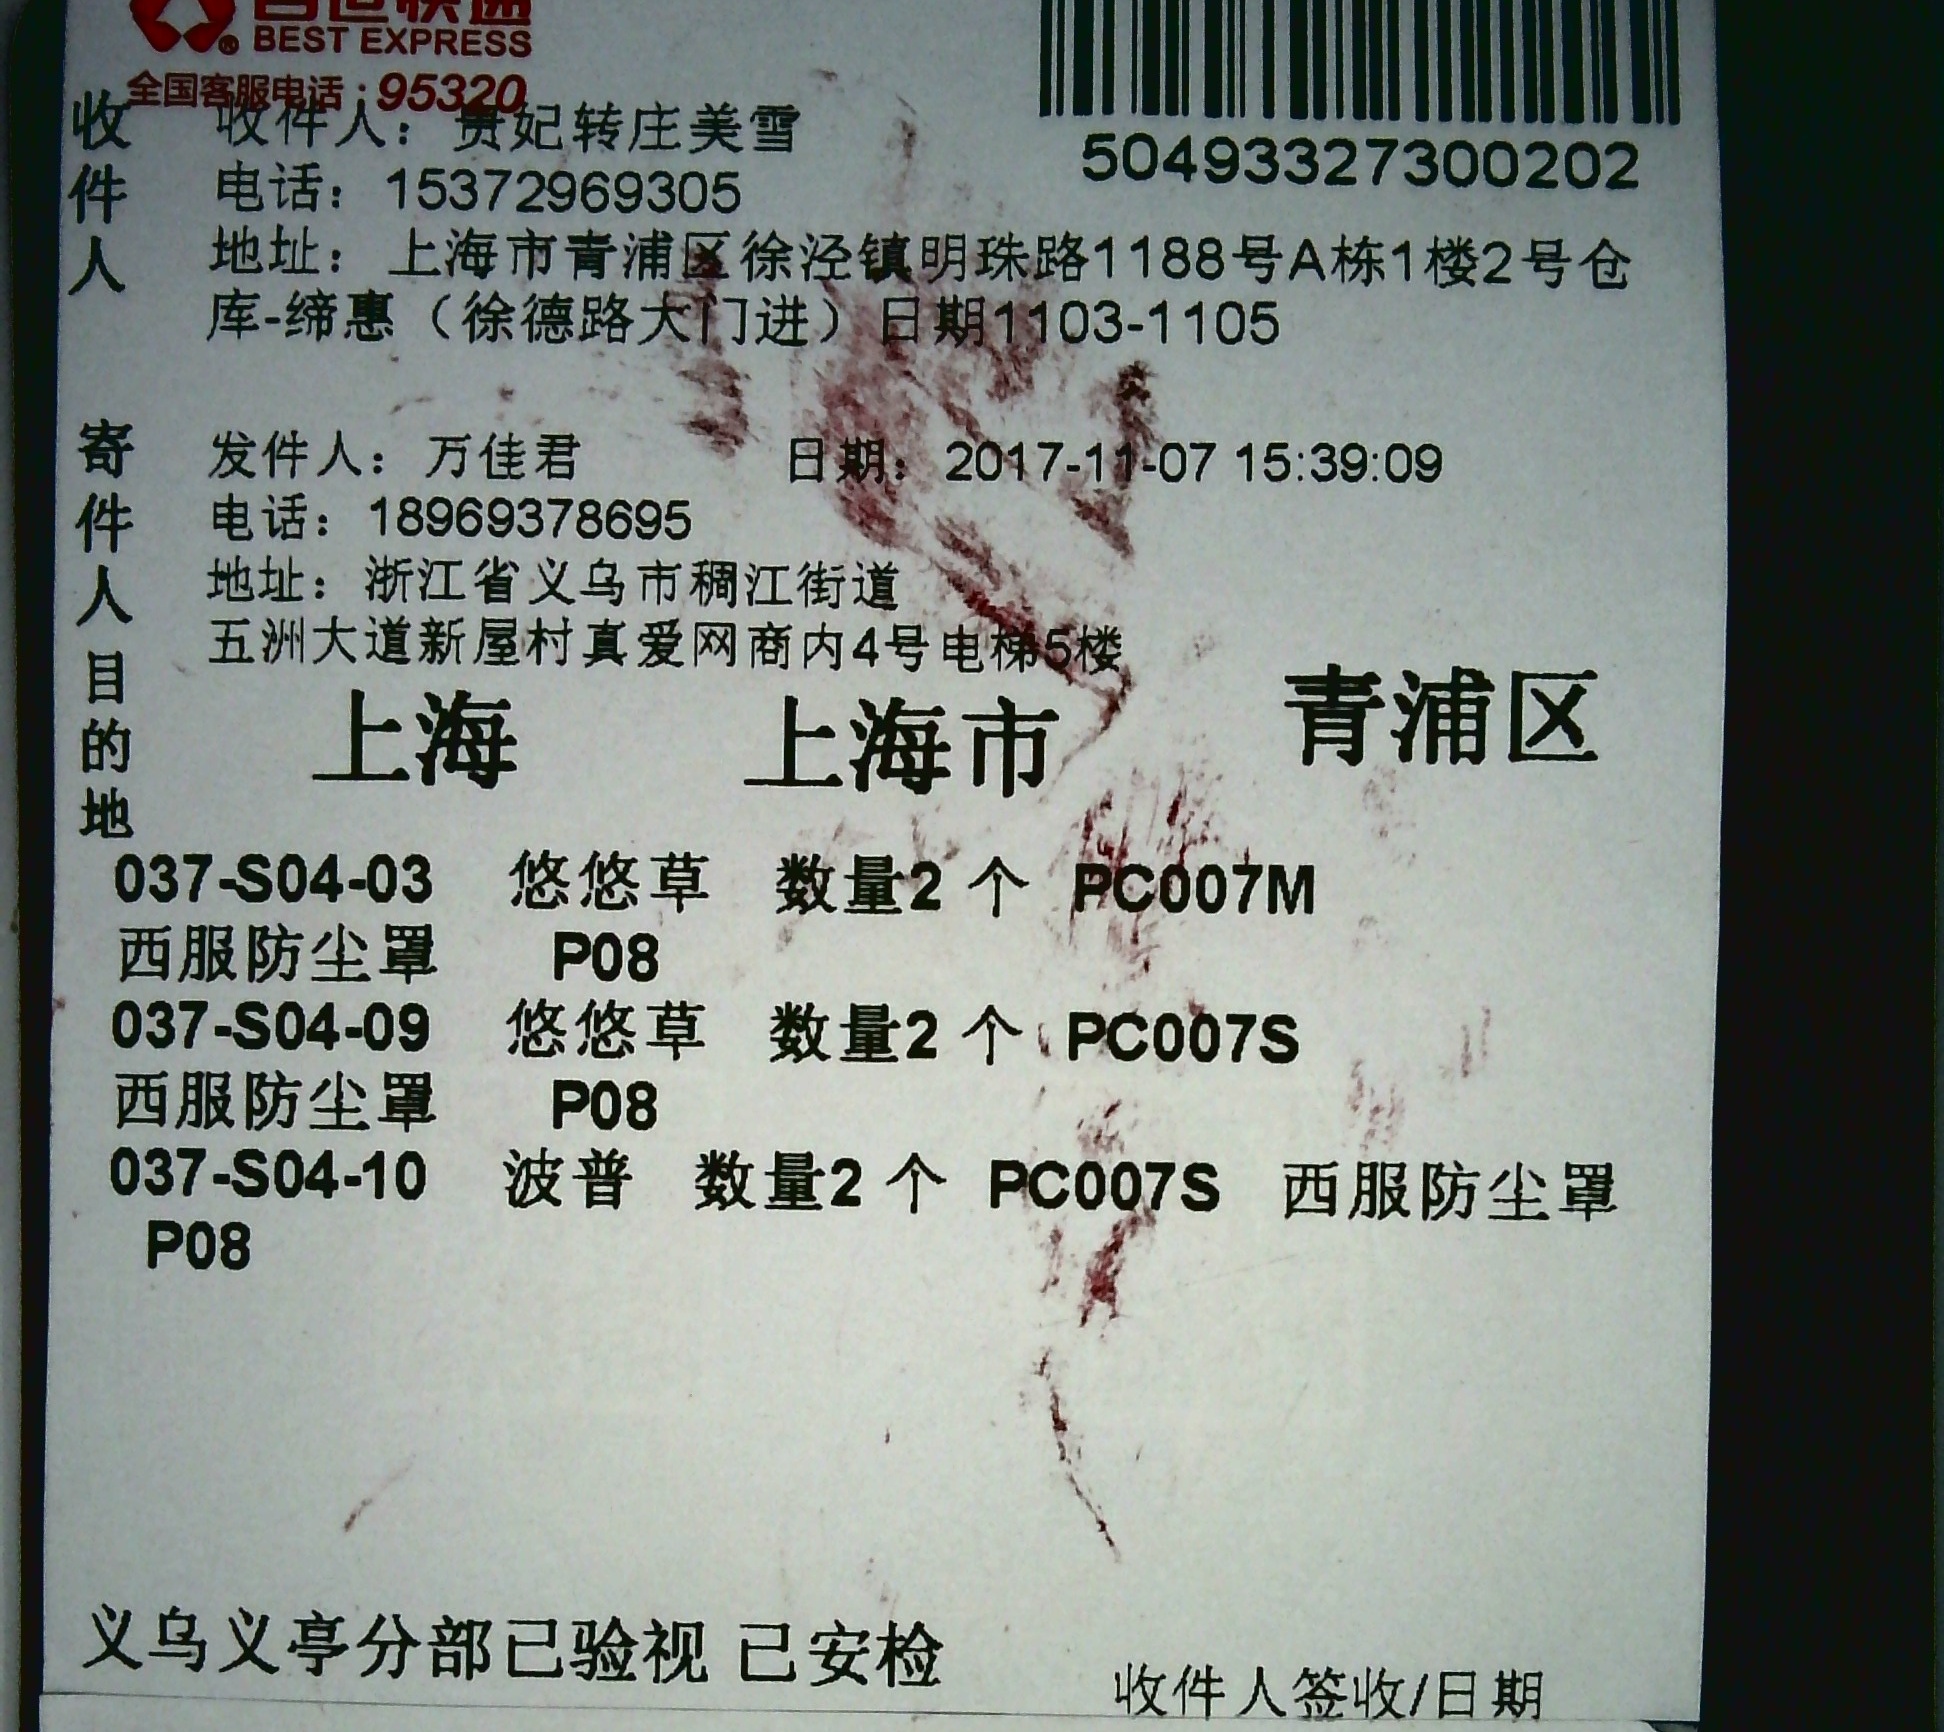 百世快递
BEST EXPRESS
全国客服电话：95320
50493327300202
收件人
收件人：贵妃转庄美雪
电话：15372969305
地址：上海市青浦区徐泾镇明珠路1188号A栋1楼2号仓
库-缔惠（徐德路大门进）日期1103-1105
寄件人
发件人：万佳君 日期：2017-11-07 15:39:09
电话：18969378695
地址：浙江省义乌市稠江街道
五洲大道新屋村真爱网商内4号电梯5楼
目的地
上海 上海市 青浦区
037-S04-03 悠悠草 数量2 个 PC007M
西服防尘罩 P08
037-S04-09 悠悠草 数量2 个 PC007S
西服防尘罩 P08
037-S04-10 波普 数量2 个 PC007S 西服防尘罩
P08
义乌义亭分部已验视 已安检
收件人签收/日期